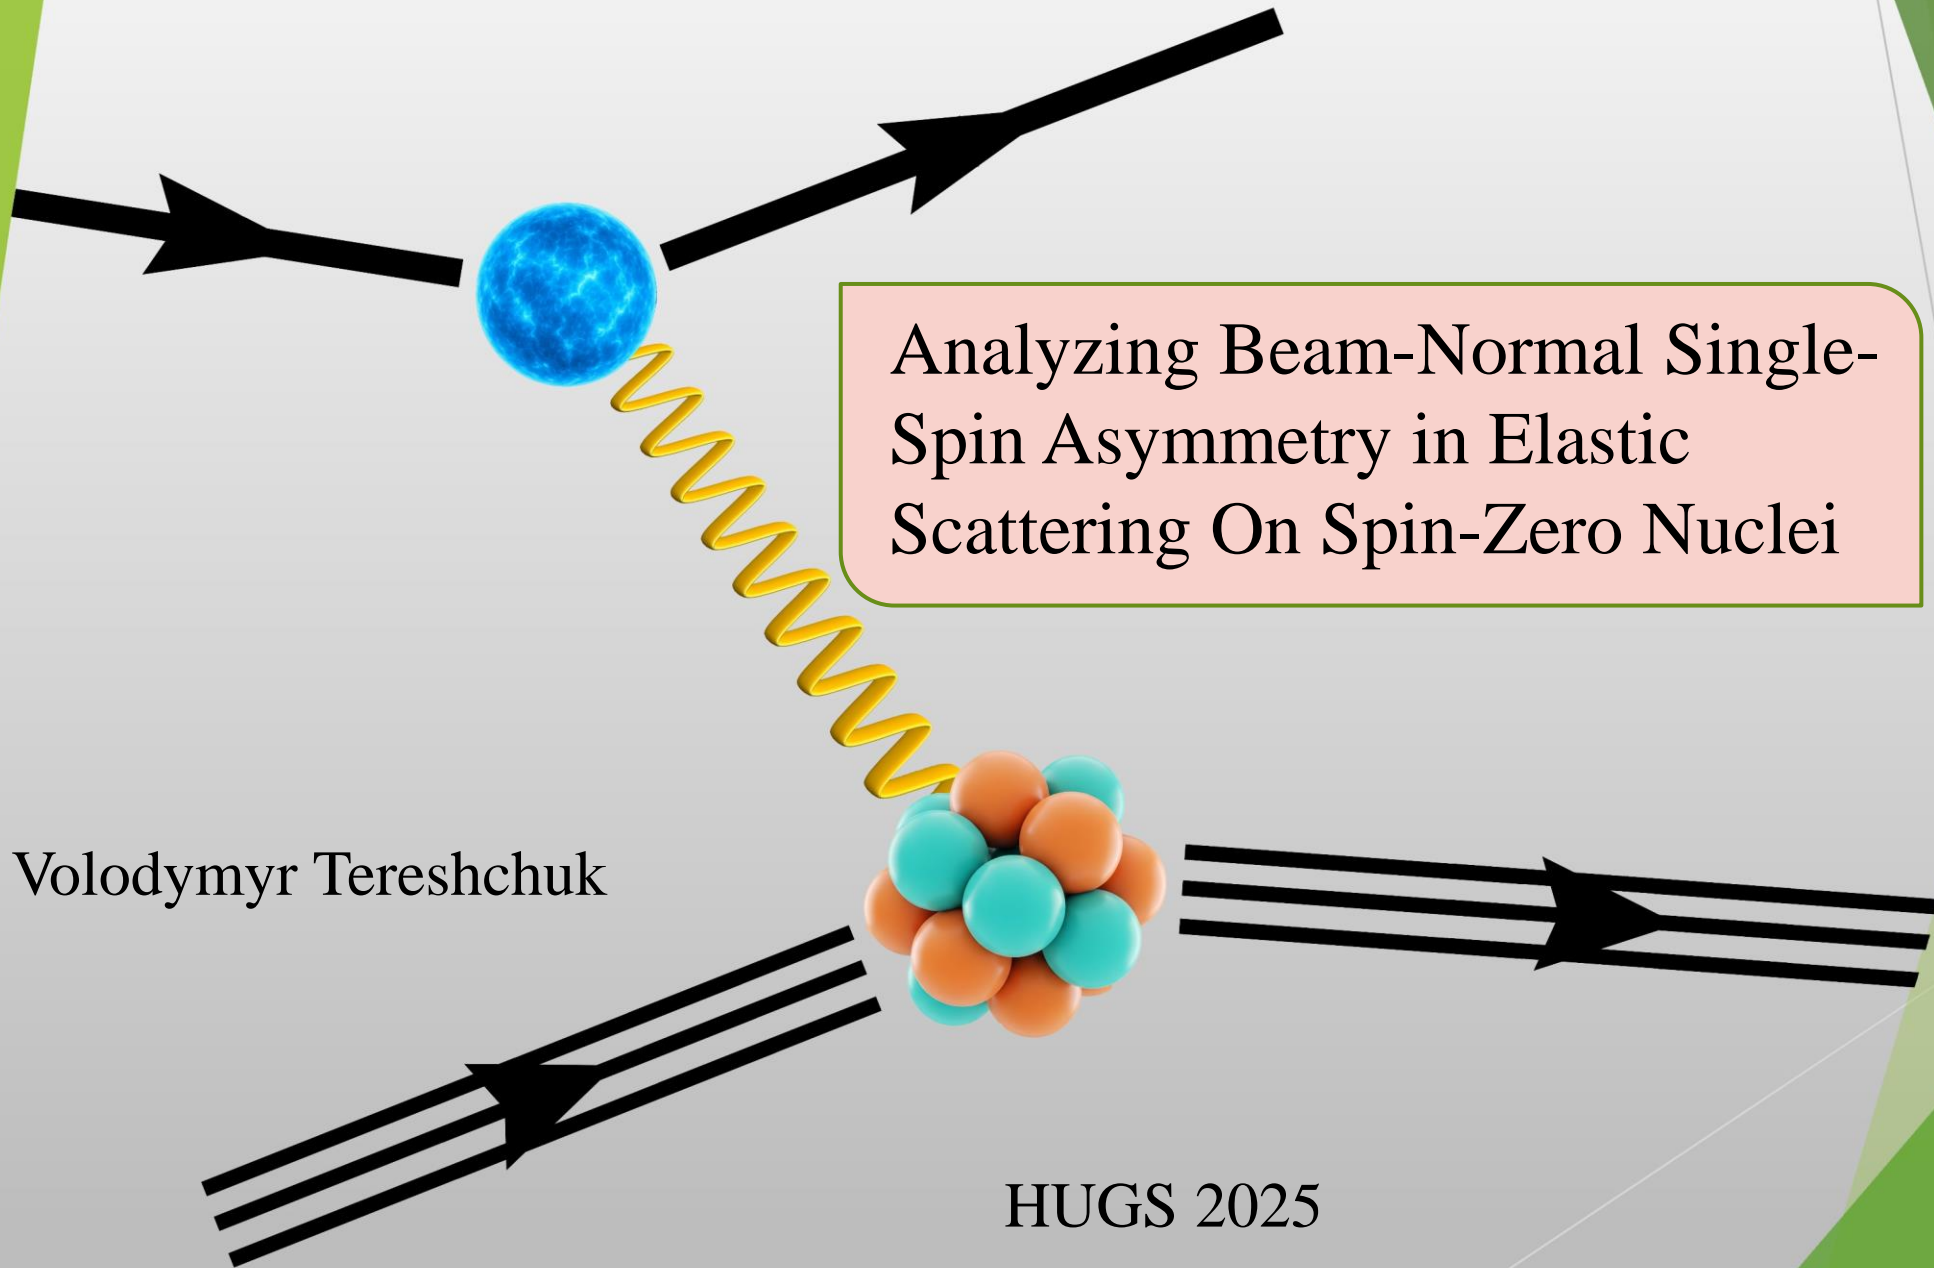 Analyzing Beam-Normal Single-
Spin Asymmetry in Elastic
Scattering On Spin-Zero Nuclei
Volodymyr Tereshchuk
HUGS 2025